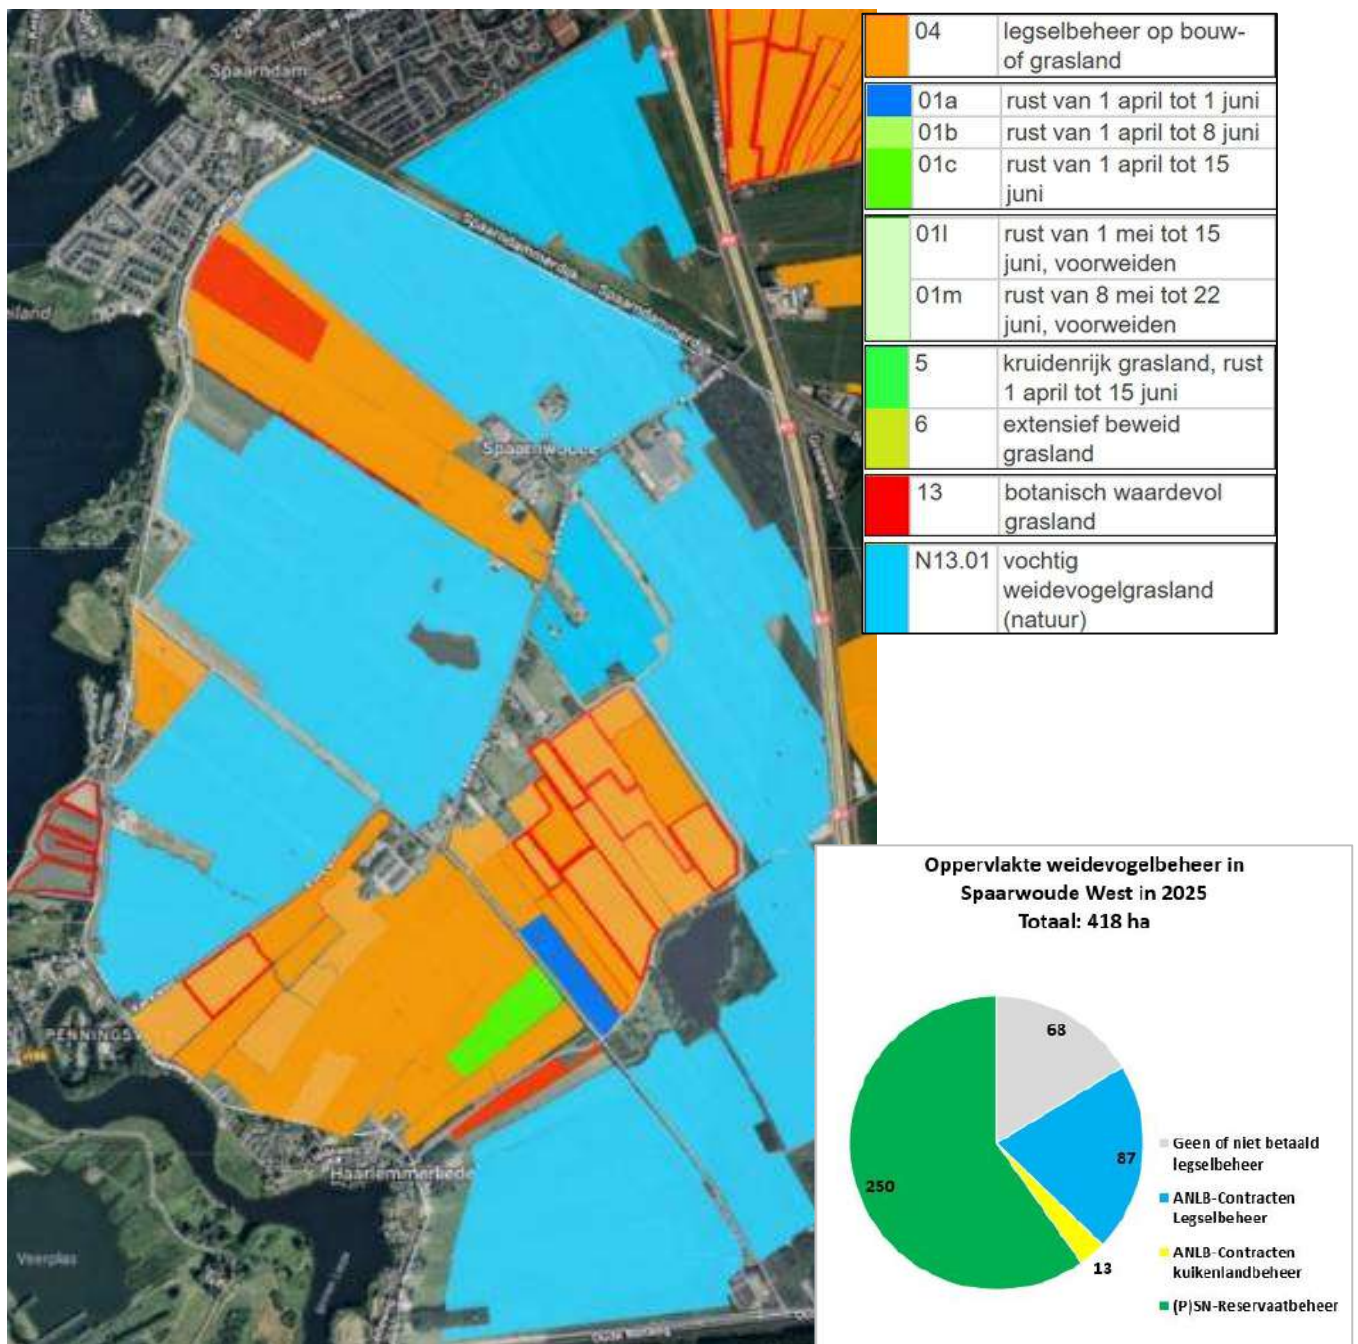 Spaarndam
Spaarndammerdijk
Spaarndammerdijk
Spaarnwoude
Haarlemmerliede
Veerplas
04 legselbeheer op bouw-
of grasland
01a rust van 1 april tot 1 juni
01b rust van 1 april tot 8 juni
01c rust van 1 april tot 15
juni
01l rust van 1 mei tot 15
juni, voorweiden
01m rust van 8 mei tot 22
juni, voorweiden
5 kruidenrijk grasland, rust
1 april tot 15 juni
6 extensief beweid
grasland
13 botanisch waardevol
grasland
N13.01 vochtig
weidevogelgrasland
(natuur)
Oppervlakte weidevogelbeheer in
Spaarwoude West in 2025
Totaal: 418 ha
68
87
13
250
Geen of niet betaald
legselbeheer
ANLB-Contracten
Legselbeheer
ANLB-Contracten
kuikenlandbeheer
(P)SN-Reservaatbeheer